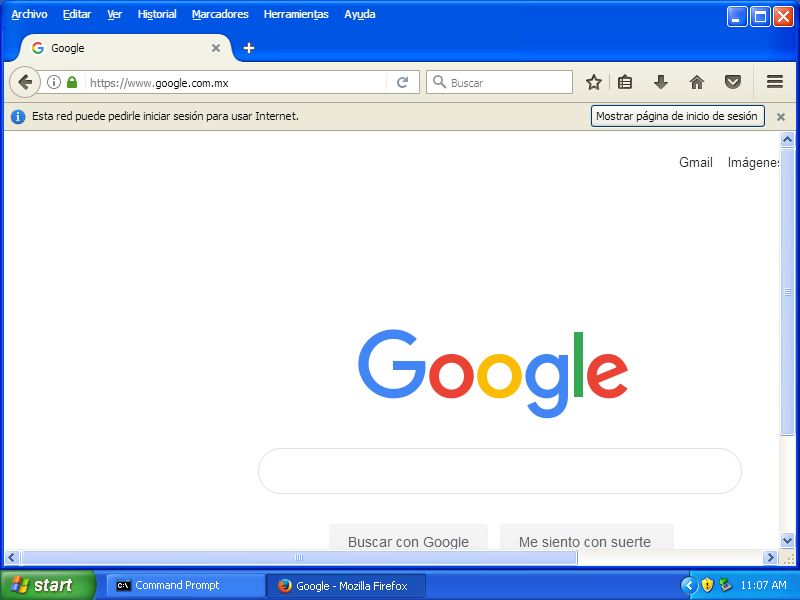 Archivo Editar Ver Historial Marcadores Herramientas Ayuda
Google
https://www.google.com.mx Buscar
Esta red puede pedirle iniciar sesión para usar Internet. Mostrar página de inicio de sesión
Gmail Imágenes
Google
Buscar con Google Me siento con suerte
start Command Prompt Google - Mozilla Firefox 11:07 AM